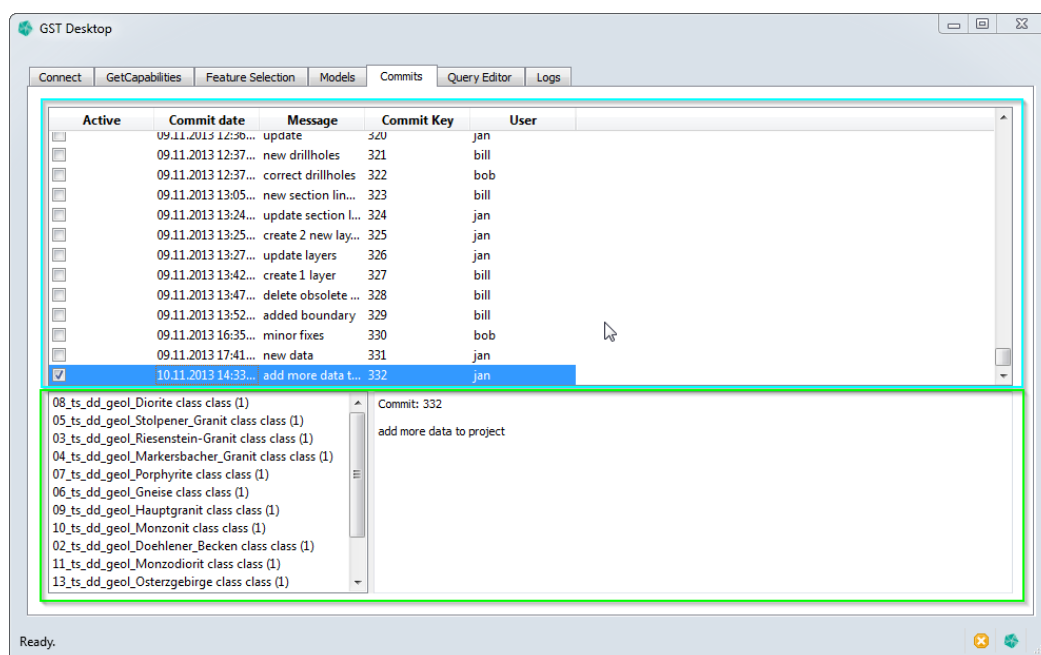 GST Desktop
Connect GetCapabilities Feature Selection Models Commits Query Editor Logs
Active Commit date Message Commit Key User
09.11.2013 12:36... update 320 jan
09.11.2013 12:37... new drillholes 321 bill
09.11.2013 12:37... correct drillholes 322 bob
09.11.2013 13:05... new section lin... 323 bill
09.11.2013 13:24... update section l... 324 jan
09.11.2013 13:25... create 2 new lay... 325 jan
09.11.2013 13:27... update layers 326 jan
09.11.2013 13:42... create 1 layer 327 bill
09.11.2013 13:47... delete obsolete ... 328 bill
09.11.2013 13:52... added boundary 329 bill
09.11.2013 16:35... minor fixes 330 bob
09.11.2013 17:41... new data 331 jan
10.11.2013 14:33... add more data t... 332 jan
08_ts_dd_geol_Diorite class class (1)
05_ts_dd_geol_Stolpener_Granit class class (1)
03_ts_dd_geol_Riesenstein-Granit class class (1)
04_ts_dd_geol_Markersbacher_Granit class class (1)
07_ts_dd_geol_Porphyrite class class (1)
06_ts_dd_geol_Gneise class class (1)
09_ts_dd_geol_Hauptgranit class class (1)
10_ts_dd_geol_Monzonit class class (1)
02_ts_dd_geol_Doehlener_Becken class class (1)
11_ts_dd_geol_Monzodiorit class class (1)
13_ts_dd_geol_Osterzgebirge class class (1)
Commit: 332
add more data to project
Ready.